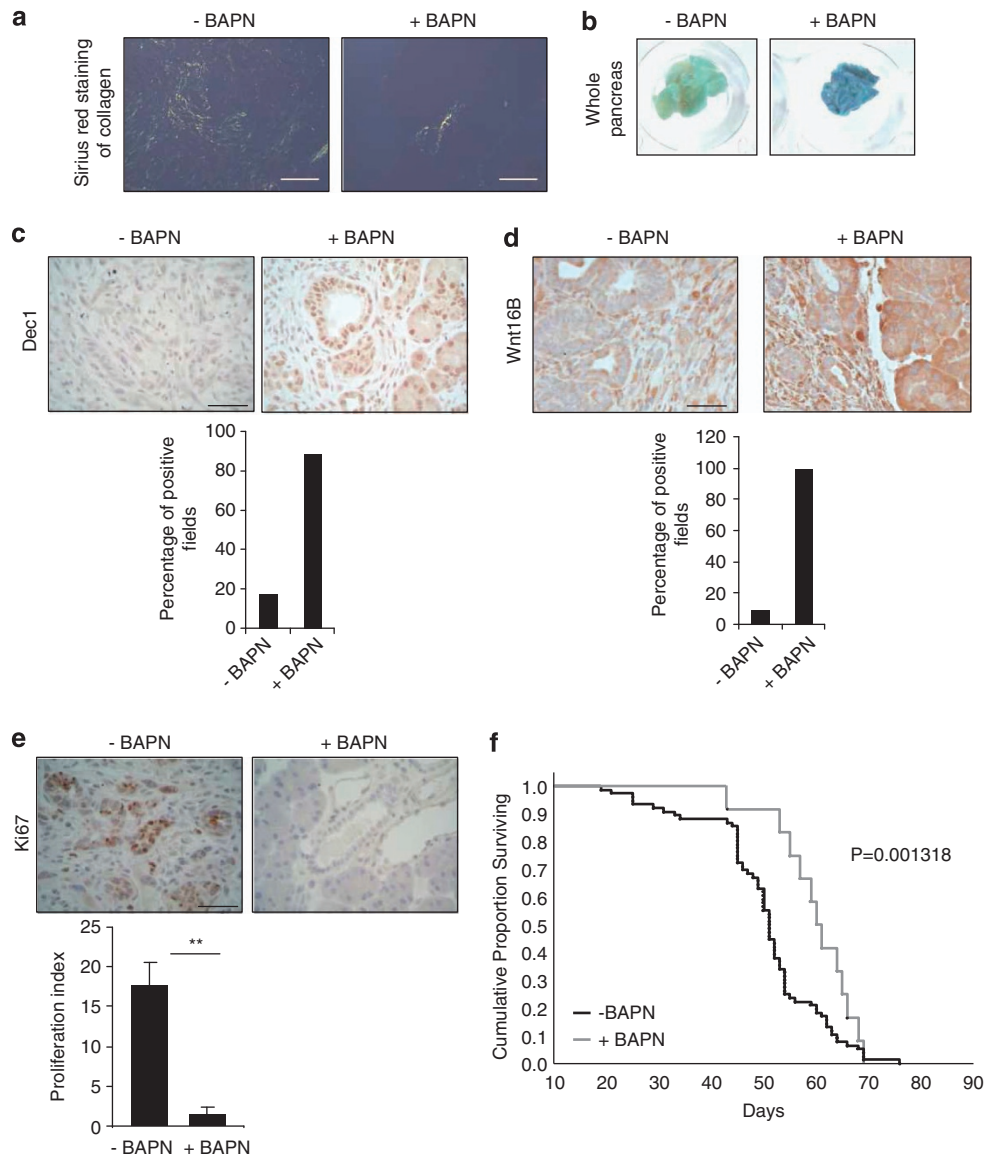 a
- BAPN
+ BAPN
Sirius red staining
of collagen
b
- BAPN
+ BAPN
Whole
pancreas
c
- BAPN
+ BAPN
Dec1
100
80
60
40
20
0
Percentage of positive
fields
- BAPN
+ BAPN
d
- BAPN
+ BAPN
Wnt16B
120
100
80
60
40
20
0
Percentage of positive
fields
- BAPN
+ BAPN
e
- BAPN
+ BAPN
Ki67
25
20
15
10
5
0
Proliferation index
**
- BAPN
+ BAPN
f
1.0
0.9
0.8
0.7
0.6
0.5
0.4
0.3
0.2
0.1
0.0
Cumulative Proportion Surviving
P=0.001318
-BAPN
+ BAPN
10 20 30 40 50 60 70 80 90
Days